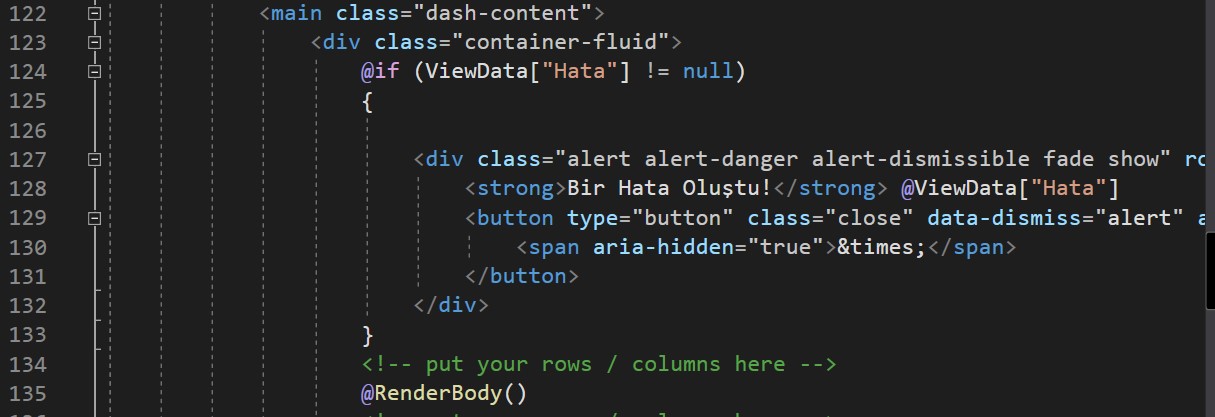 122 <main class="dash-content">
123 <div class="container-fluid">
124 @if (ViewData["Hata"] != null)
125 {
126
127 <div class="alert alert-danger alert-dismissible fade show" ro
128 <strong>Bir Hata Oluştu!</strong> @ViewData["Hata"]
129 <button type="button" class="close" data-dismiss="alert" a
130 <span aria-hidden="true">&times;</span>
131 </button>
132 </div>
133 }
134 <!-- put your rows / columns here -->
135 @RenderBody()